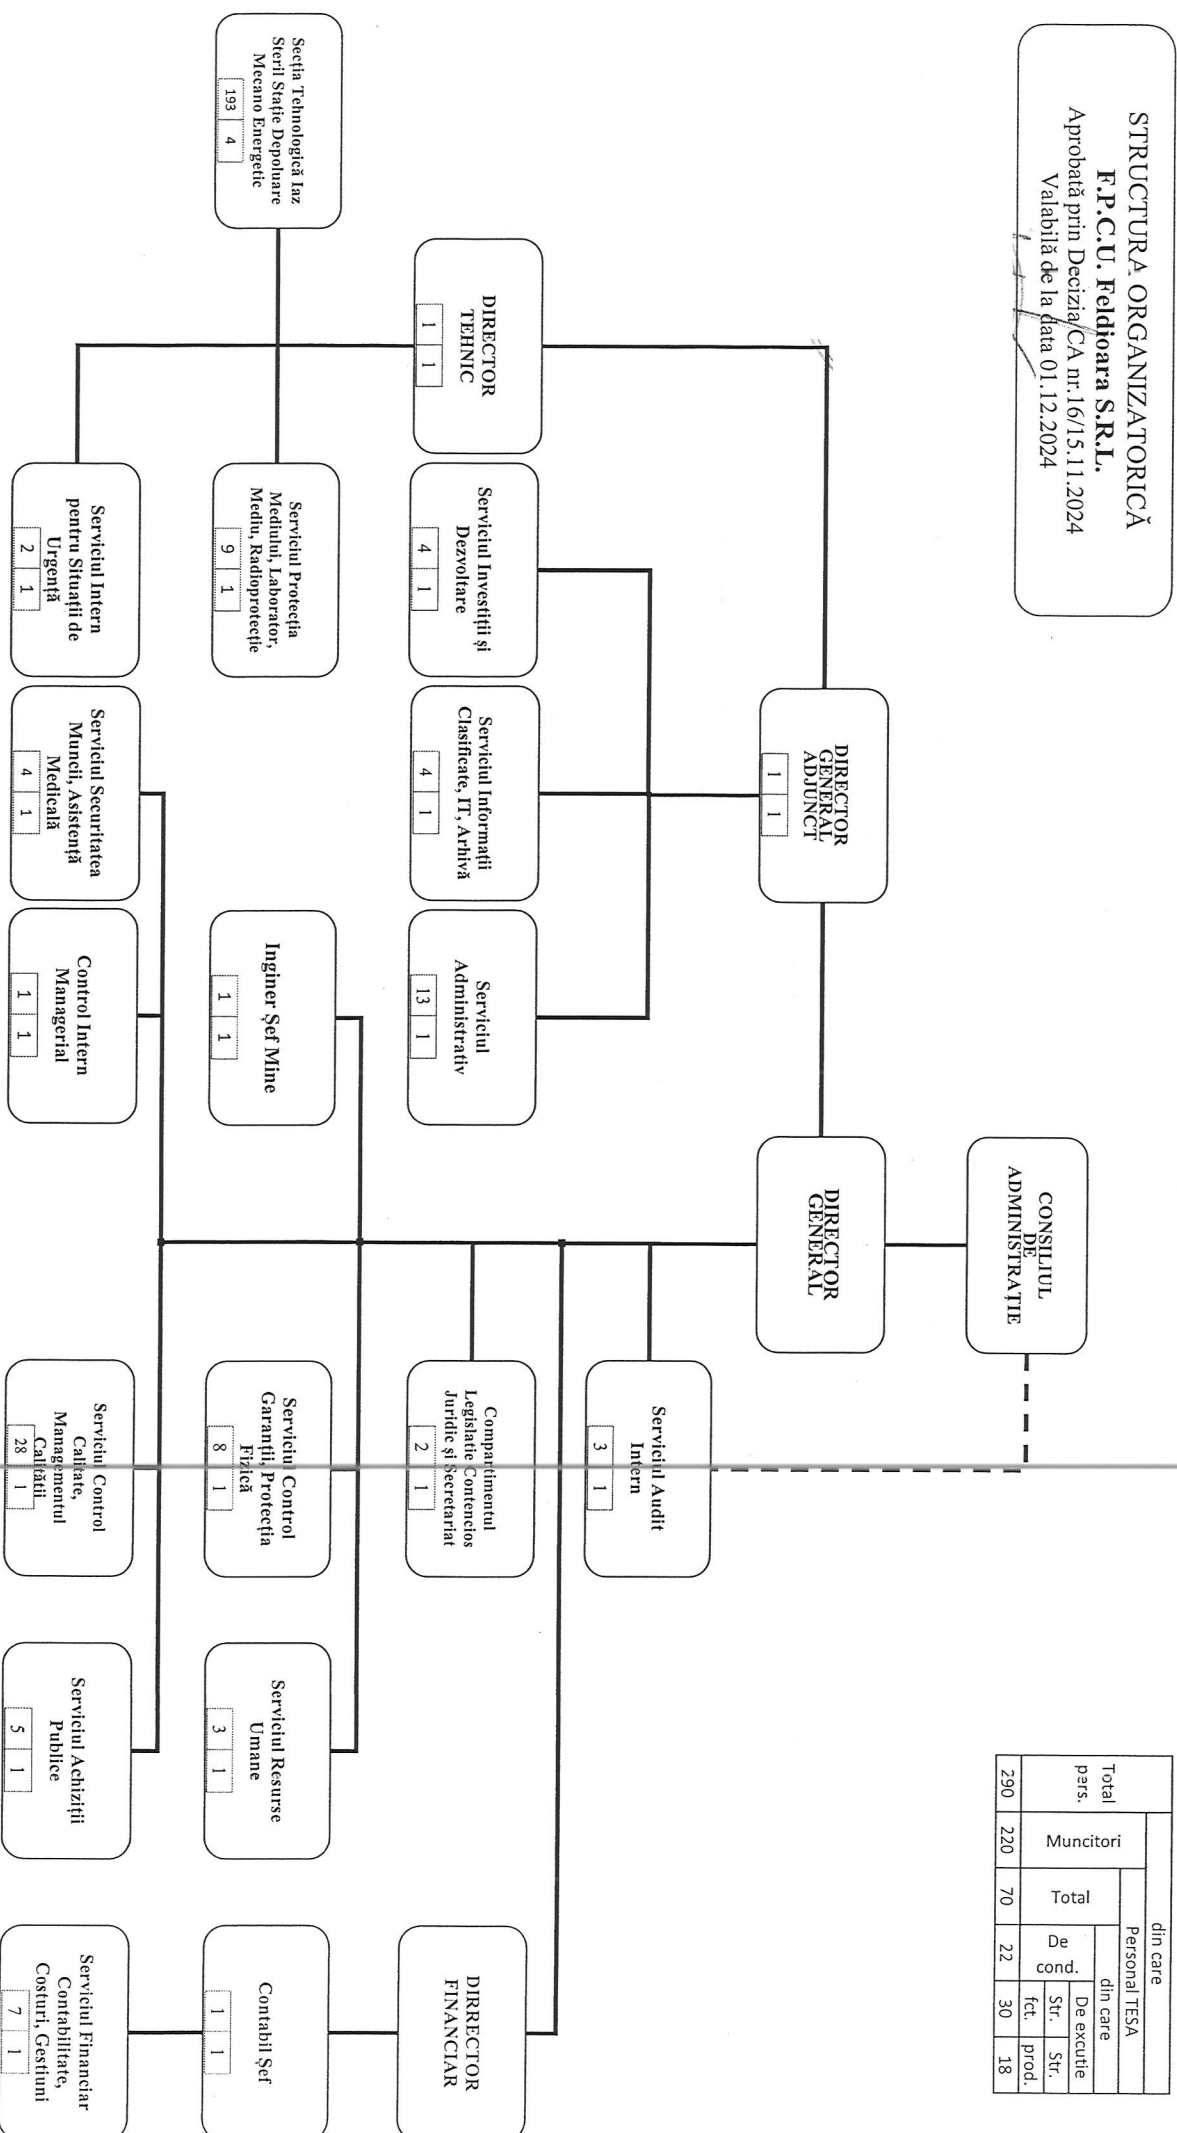 STRUCTURA ORGANIZATORICĂ
F.P.C.U. Feldioara S.R.L.
Aprobată prin Decizia CA nr.16/15.11.2024
Valabilă de la data 01.12.2024
Total
pers.
din care
Muncitori
Personal TESA
Total
din care
De
cond.
De excutie
Str.
fct.
Str.
prod.
290 220 70 22 30 18
CONSILIUL
DE
ADMINISTRAȚIE
DIRECTOR
GENERAL
ADJUNCT
1 1
DIRECTOR
GENERAL
Serviciul Audit
Intern
3 1
DIRECTOR
TEHNIC
1 1
Serviciul Investiții și
Dezvoltare
4 1
Serviciul Informații
Clasificate, IT, Arhivă
4 1
Serviciul
Administrativ
13 1
Compartimentul
Legislatie Contencios
Juridic și Secretariat
2 1
DIRRECTOR
FINANCIAR
Secția Tehnologică Iaz
Steril Stație Depoluare
Mecano Energetic
193 4
Serviciul Protecția
Mediului, Laborator,
Mediu, Radioprotecție
9 1
Inginer Șef Mine
1 1
Serviciul Control
Garanții, Protecția
Fizică
8 1
Serviciul Resurse
Umane
3 1
Contabil Șef
1 1
Serviciul Intern
pentru Situații de
Urgență
2 1
Serviciul Securitatea
Muncii, Asistență
Medicală
4 1
Control Intern
Managerial
1 1
Serviciul Control
Calitate,
Managementul
Calității
28 1
Serviciul Achiziții
Publice
5 1
Serviciul Financiar
Contabilitate,
Costuri, Gestiuni
7 1